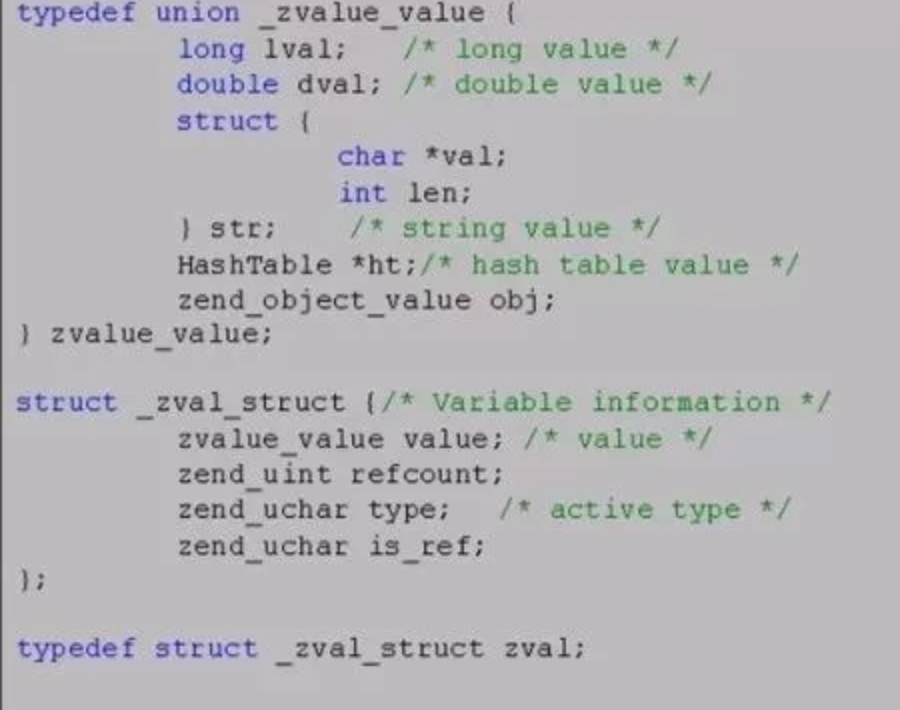 typedef union _zvalue_value {
long lval; /* long value */
double dval; /* double value */
struct {
char *val;
int len;
} str; /* string value */
HashTable *ht;/* hash table value */
zend_object_value obj;
} zvalue_value;
struct _zval_struct {/* Variable information */
zvalue_value value; /* value */
zend_uint refcount;
zend_uchar type; /* active type */
zend_uchar is_ref;
};
typedef struct _zval_struct zval;